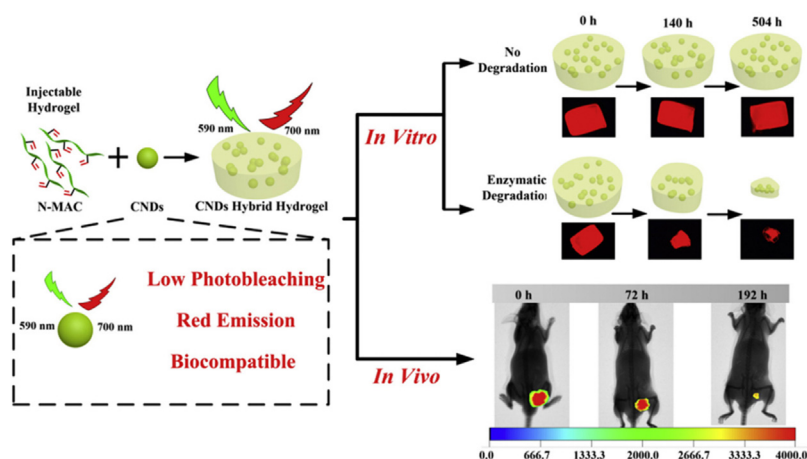 Injectable
Hydrogel
N-MAC
CNDs
590 nm
700 nm
CNDs Hybrid Hydrogel
590 nm
700 nm
Low Photobleaching
Red Emission
Biocompatible
In Vitro
In Vivo
0 h 140 h 504 h
No
Degradation
Enzymatic
Degradation
0 h 72 h 192 h
0.0 666.7 1333.3 2000.0 2666.7 3333.3 4000.0